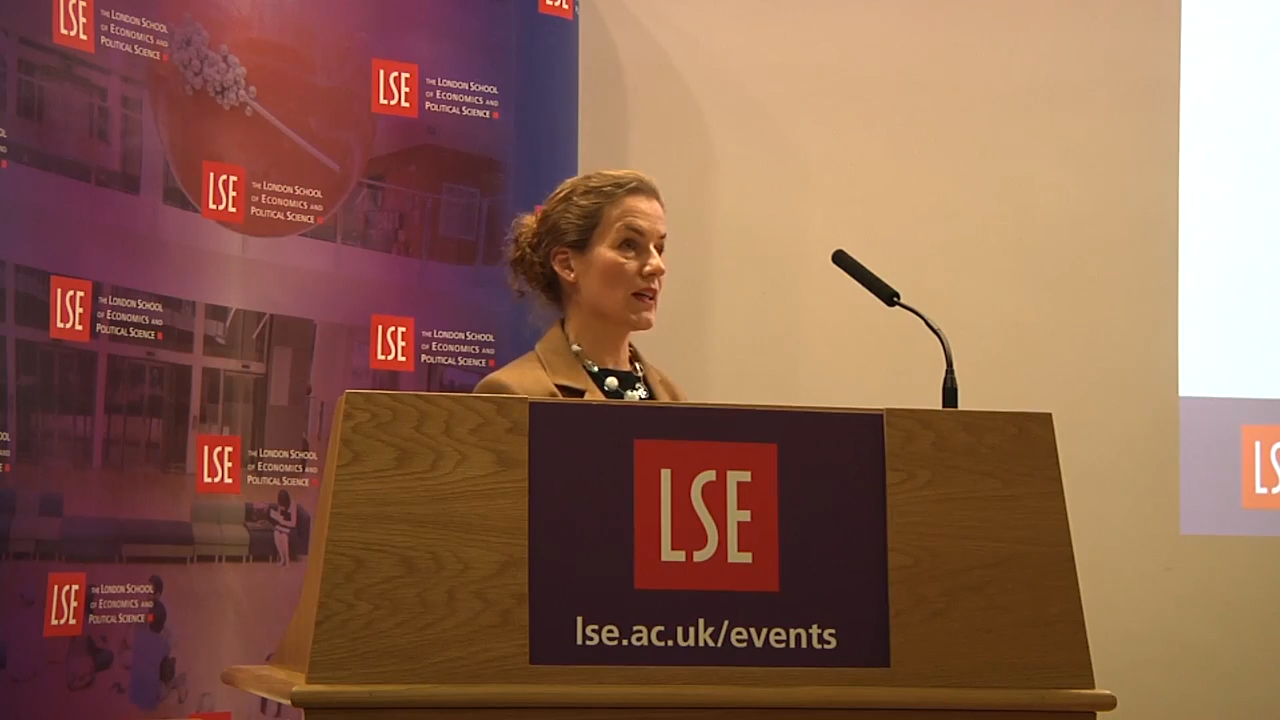 LSE
THE LONDON SCHOOL
OF ECONOMICS AND
POLITICAL SCIENCE
LSE
LSE
THE LONDON SCHOOL
OF ECONOMICS AND
POLITICAL SCIENCE
LSE
THE LONDON SCHOOL
OF ECONOMICS AND
POLITICAL SCIENCE
LSE
THE LONDON SCHOOL
OF ECONOMICS AND
POLITICAL SCIENCE
LSE
THE LONDON SCHOOL
OF ECONOMICS AND
POLITICAL SCIENCE
LSE
THE LONDON SCHOOL
OF ECONOMICS AND
POLITICAL SCIENCE
LSE
THE LONDON SCHOOL
OF ECONOMICS AND
POLITICAL SCIENCE
LSE
lse.ac.uk/events